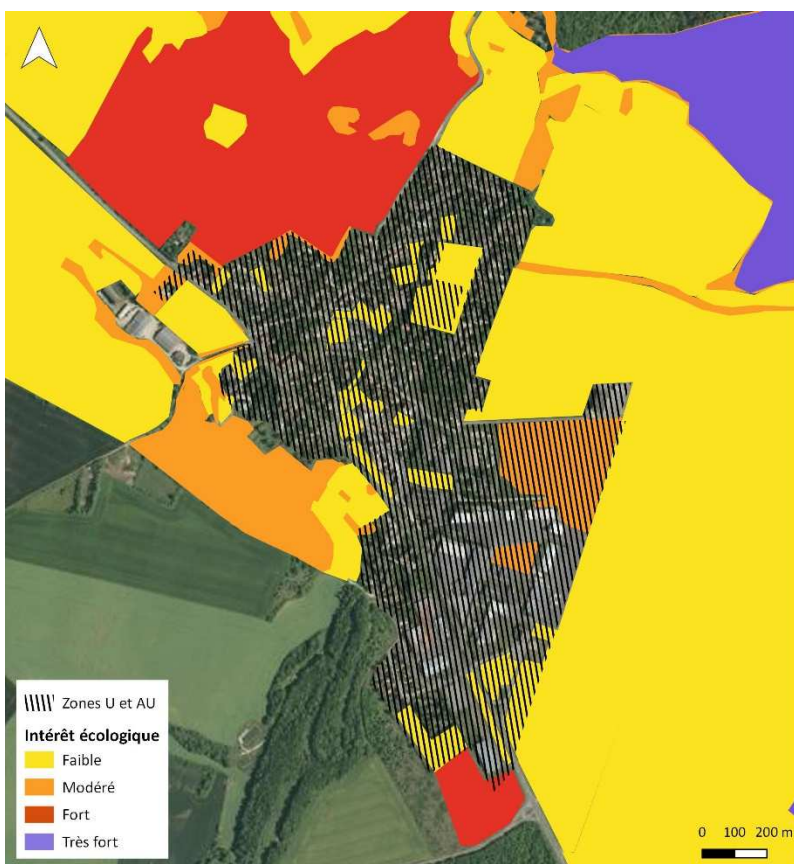 Zones U et AU
Intérêt écologique
Faible
Modéré
Fort
Très fort
0 100 200 m